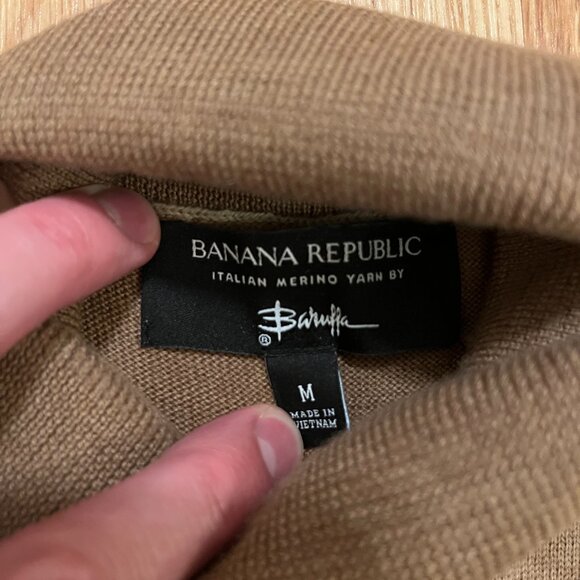 BANANA REPUBLIC
ITALIAN MERINO YARN BY
Baruffa
®
M
MADE IN
VIETNAM